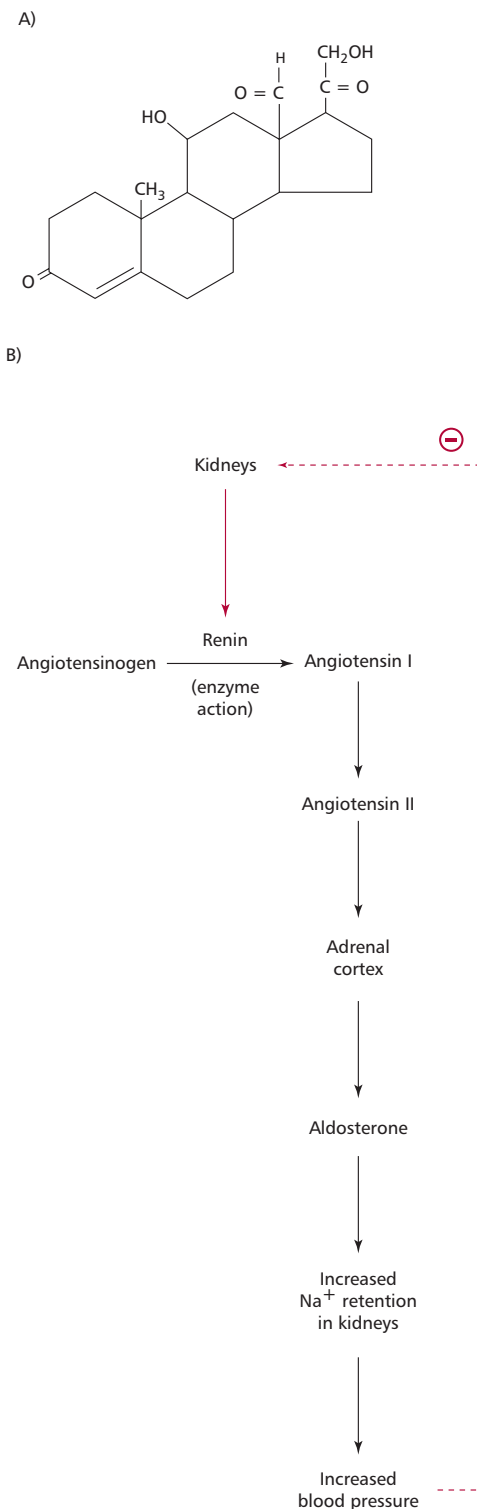 A)
H
CH₂OH
O = C
C = O
HO
CH₃
O
B)
−
Kidneys
Renin
Angiotensinogen
Angiotensin I
(enzyme
action)
Angiotensin II
Adrenal
cortex
Aldosterone
Increased
Na⁺ retention
in kidneys
Increased
blood pressure